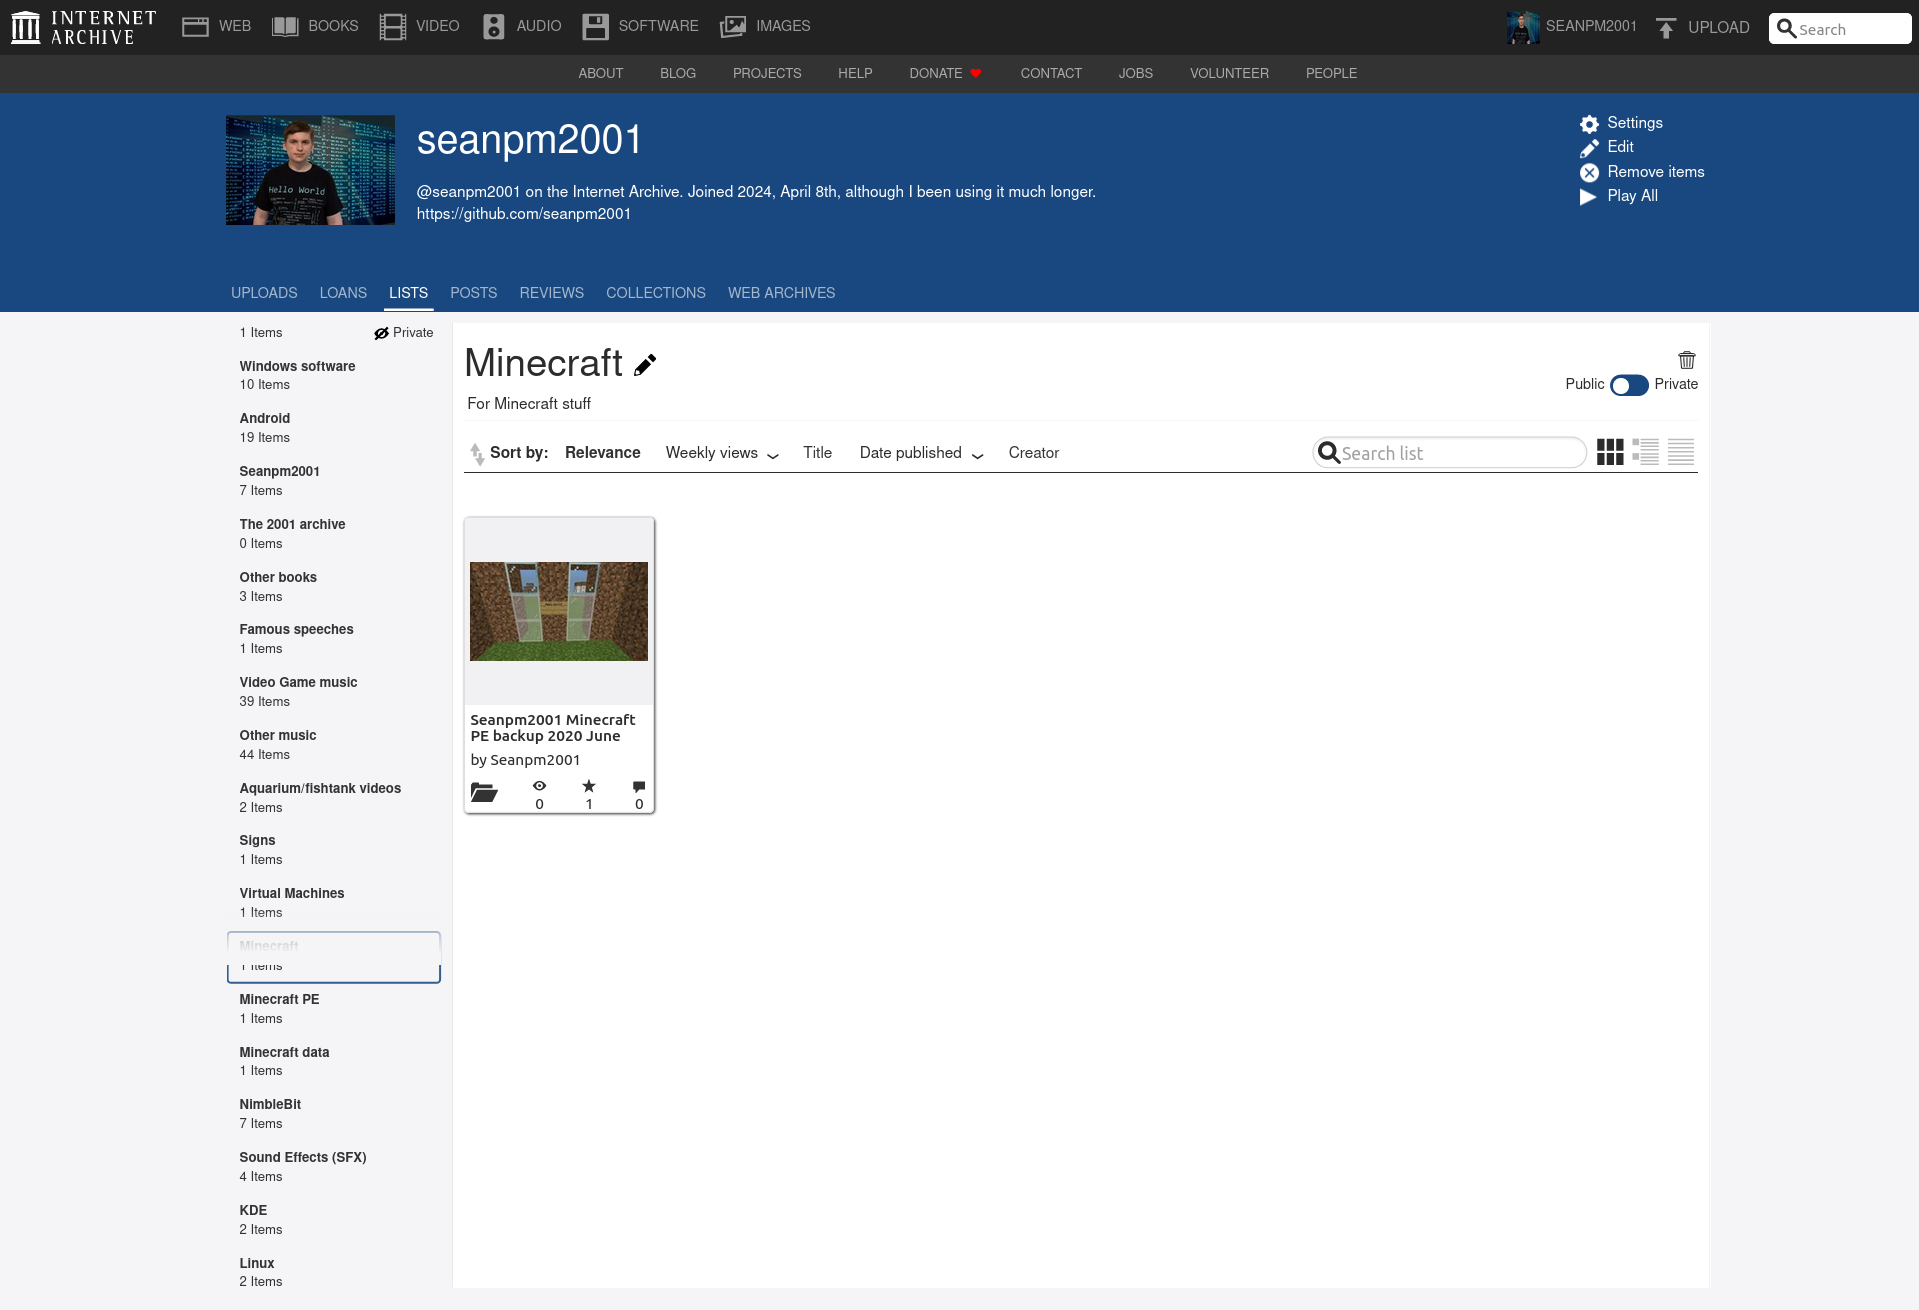 INTERNET ARCHIVE
WEB BOOKS VIDEO AUDIO SOFTWARE IMAGES SEANPM2001 UPLOAD Search
ABOUT BLOG PROJECTS HELP DONATE CONTACT JOBS VOLUNTEER PEOPLE
Hello World
seanpm2001
@seanpm2001 on the Internet Archive. Joined 2024, April 8th, although I been using it much longer.
https://github.com/seanpm2001
Settings
Edit
Remove items
Play All
UPLOADS LOANS LISTS POSTS REVIEWS COLLECTIONS WEB ARCHIVES
1 Items Private
Windows software
10 Items
Android
19 Items
Seanpm2001
7 Items
The 2001 archive
0 Items
Other books
3 Items
Famous speeches
1 Items
Video Game music
39 Items
Other music
44 Items
Aquarium/fishtank videos
2 Items
Signs
1 Items
Virtual Machines
1 Items
Minecraft
1 Items
Minecraft PE
1 Items
Minecraft data
1 Items
NimbleBit
7 Items
Sound Effects (SFX)
4 Items
KDE
2 Items
Linux
2 Items
Minecraft
Public Private
For Minecraft stuff
Sort by: Relevance Weekly views Title Date published Creator Search list
Seanpm2001 Minecraft
PE backup 2020 June
by Seanpm2001
0 1 0